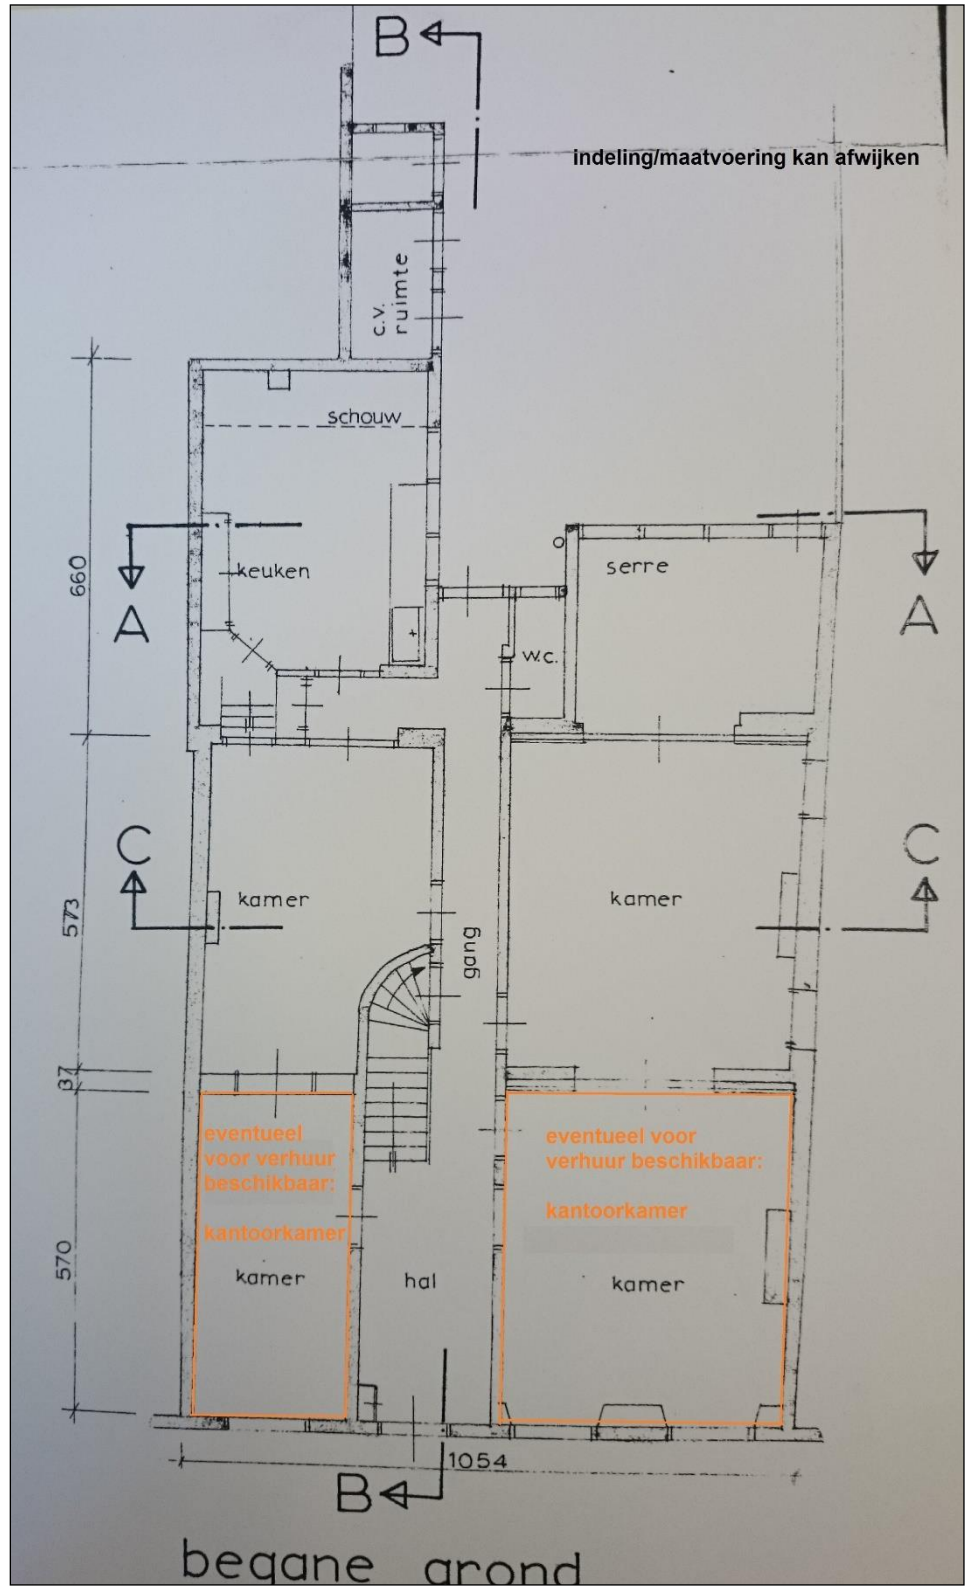 B
indeling/maatvoering kan afwijken
c.v.
ruimte
schouw
keuken
serre
660
A
A
w.c.
C
C
kamer
kamer
573
gang
37
eventueel
voor verhuur
beschikbaar:
kantoorkamer
kamer
eventueel voor
verhuur beschikbaar:
kantoorkamer
kamer
570
hal
1054
B
begane grond